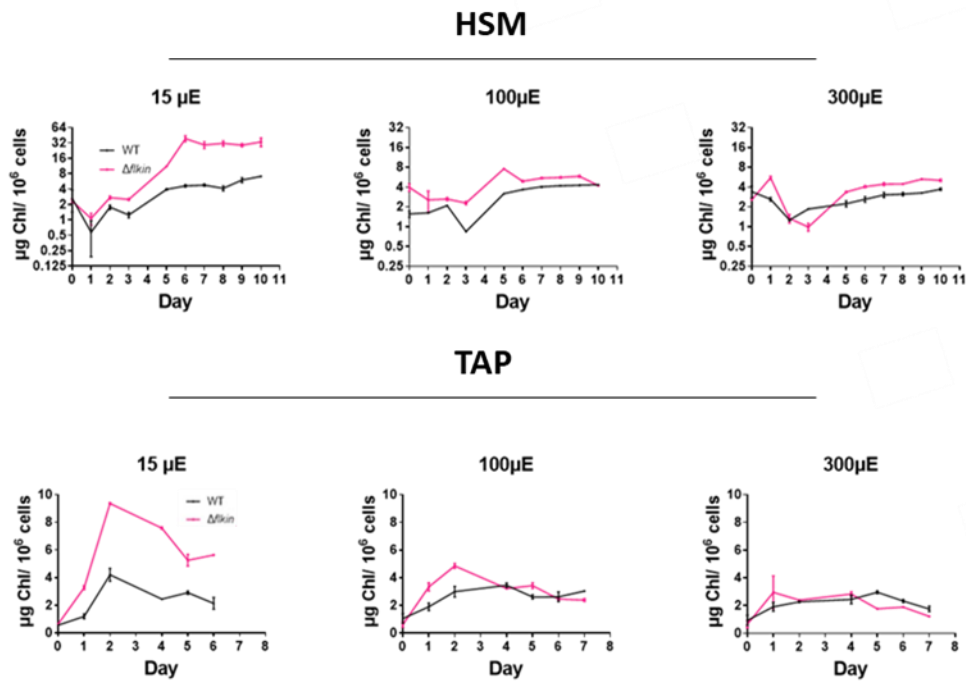 HSM
15 µE
100µE
300µE
µg Chl/ 10⁶ cells
64
32
16
8
4
2
1
0.5
0.25
0.125
WT
Δflkin
0 1 2 3 4 5 6 7 8 9 10 11
Day
µg Chl/ 10⁶ cells
32
16
8
4
2
1
0.5
0.25
0 1 2 3 4 5 6 7 8 9 10 11
Day
µg Chl/ 10⁶ cells
32
16
8
4
2
1
0.5
0.25
0 1 2 3 4 5 6 7 8 9 10 11
Day
TAP
15 µE
100µE
300µE
µg Chl/ 10⁶ cells
10
8
6
4
2
0
WT
Δflkin
0 1 2 3 4 5 6 7 8
Day
µg Chl/ 10⁶ cells
10
8
6
4
2
0
0 1 2 3 4 5 6 7 8
Day
µg Chl/ 10⁶ cells
10
8
6
4
2
0
0 1 2 3 4 5 6 7 8
Day